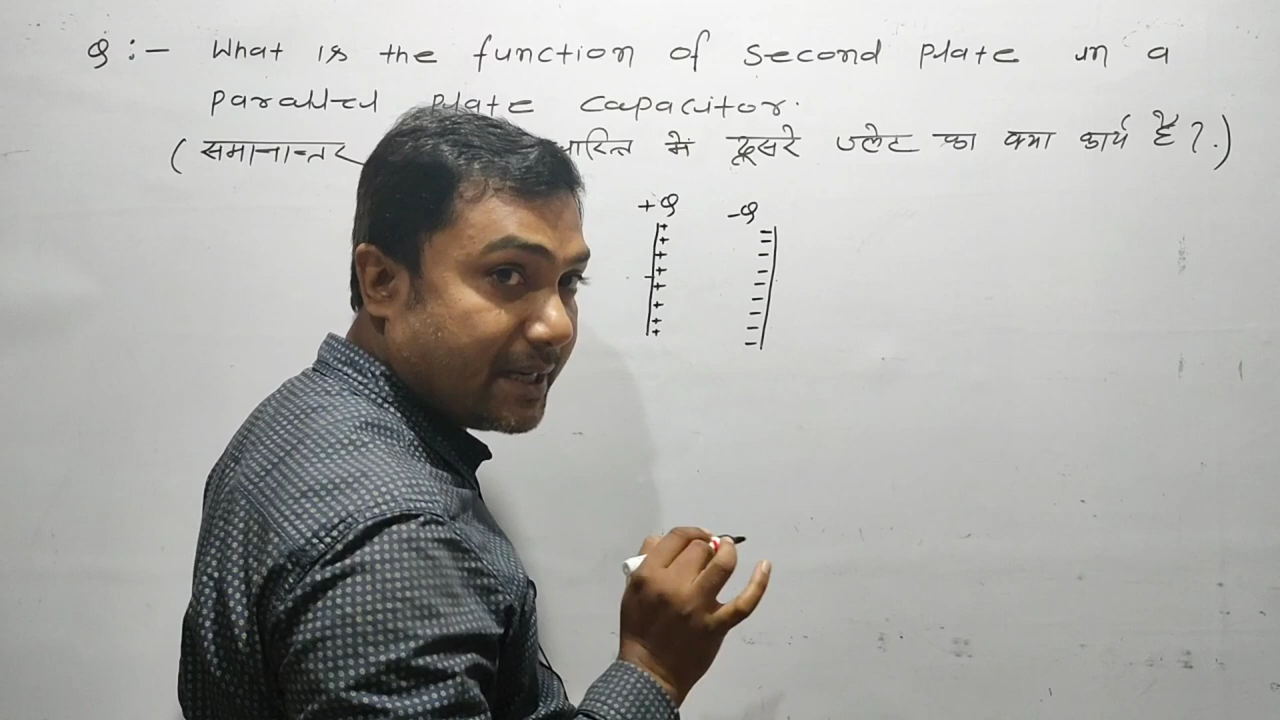 Q :- What is the function of second plate in a
parallel plate capacitor.
(समानान्तर में दूसरे प्लेट का क्या कार्य है ?.)
+Q -Q